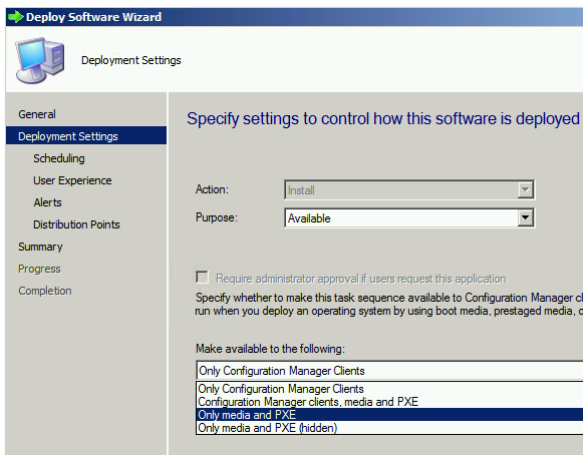 Deploy Software Wizard
Deployment Settings
General
Deployment Settings
Scheduling
User Experience
Alerts
Distribution Points
Summary
Progress
Completion
Specify settings to control how this software is deployed
Action:
Install
Purpose:
Available
Require administrator approval if users request this application
Specify whether to make this task sequence available to Configuration Manager
run when you deploy an operating system by using boot media, prestaged media,
Make available to the following:
Only Configuration Manager Clients
Only Configuration Manager Clients
Configuration Manager clients, media and PXE
Only media and PXE
Only media and PXE (hidden)